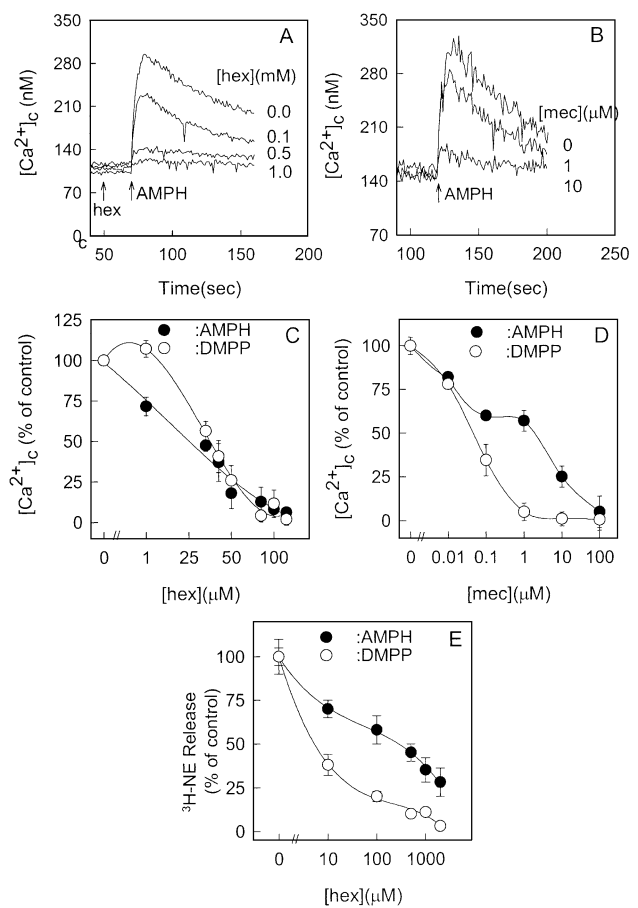 A
[Ca2+]C (nM)
350
280
210
140
70
0
c
[hex](mM)
0.0
0.1
0.5
1.0
hex
AMPH
50
100
150
200
Time(sec)
B
[Ca2+]C (nM)
350
280
210
140
70
[mec](μM)
0
1
10
AMPH
100
150
200
250
Time(sec)
C
:AMPH
:DMPP
[Ca2+]C (% of control)
125
100
75
50
25
0
0
1
25
50
100
[hex](μM)
D
:AMPH
:DMPP
[Ca2+]C (% of control)
100
75
50
25
0
0
0.01
0.1
1
10
100
[mec](μM)
E
:AMPH
:DMPP
3H-NE Release
(% of control)
100
75
50
25
0
0
10
100
1000
[hex](μM)